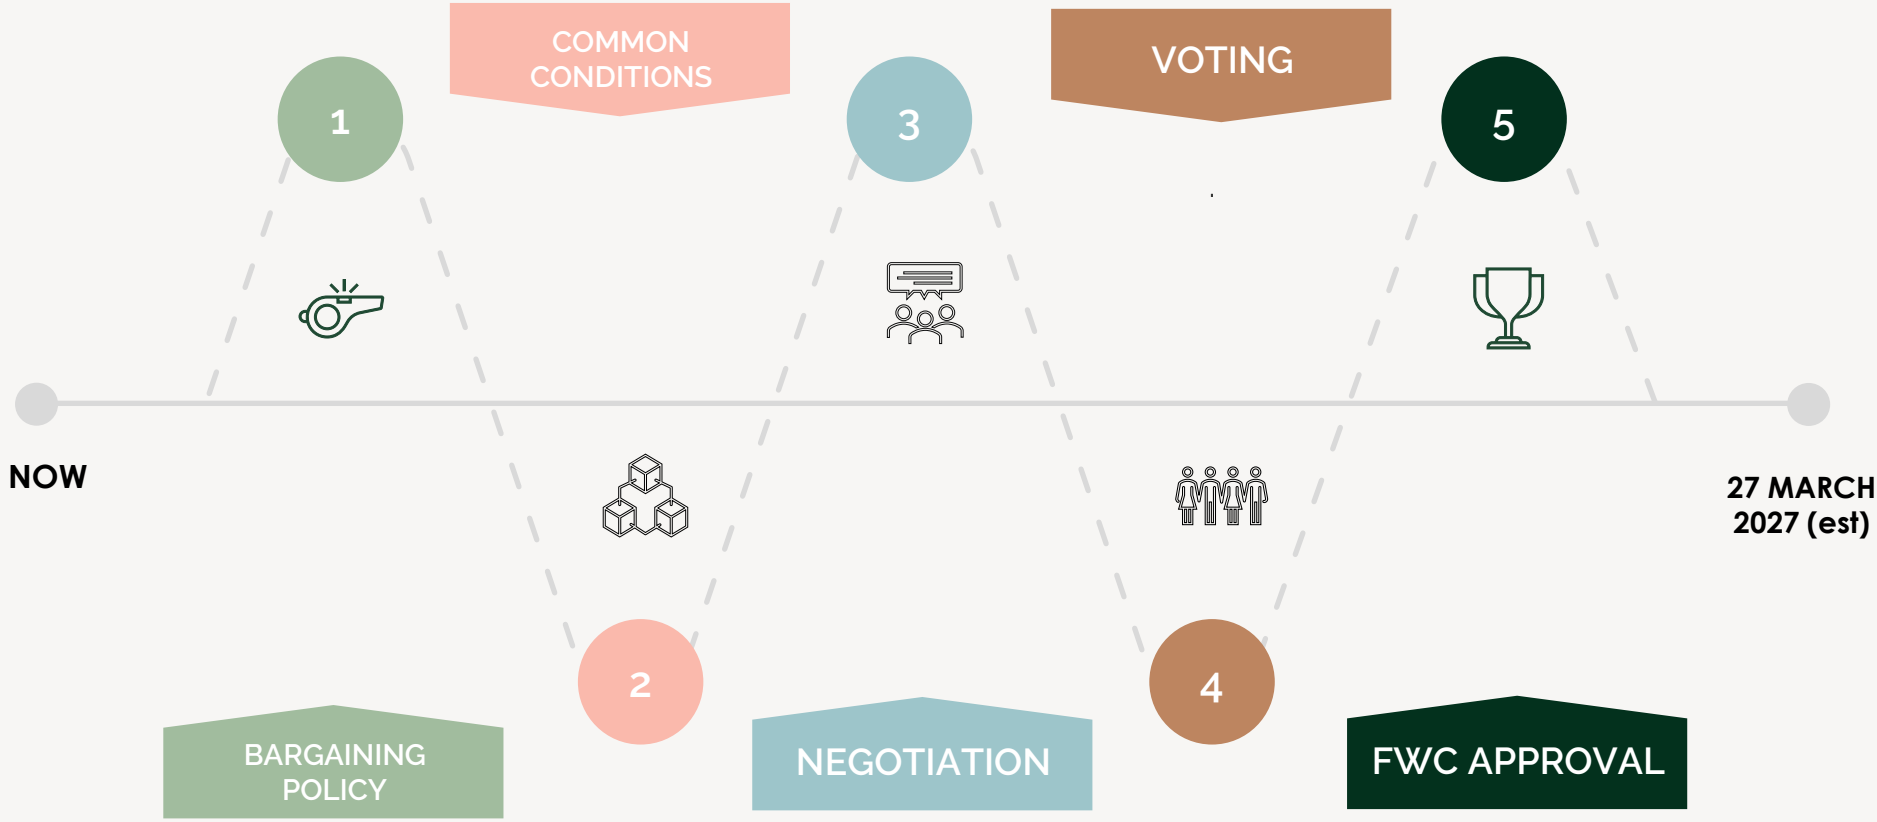 COMMON
CONDITIONS
VOTING
1
3
5
NOW
27 MARCH
2027 (est)
2
4
BARGAINING
POLICY
NEGOTIATION
FWC APPROVAL